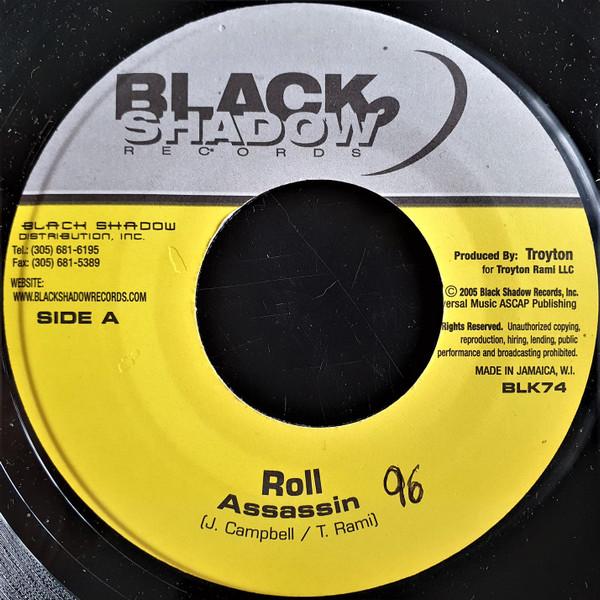 BLACK
SHADOW
RECORDS
BLACK SHADOW
DISTRIBUTION, INC.
Tel.: (305) 681-6195
Fax: (305) 681-5389
WEBSITE:
WWW.BLACKSHADOWRECORDS.COM
SIDE A
Produced By: Troyton
for Troyton Rami LLC
© 2005 Black Shadow Records, Inc.
versal Music ASCAP Publishing
Rights Reserved. Unauthorized copying,
reproduction, hiring, lending, public
performance and broadcasting prohibited.
MADE IN JAMAICA, W.I.
BLK74
Roll
Assassin
96
(J. Campbell / T. Rami)